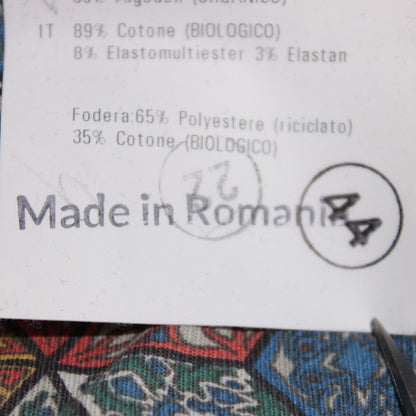 IT 89% Cotone (BIOLOGICO)
8% Elastomultiester 3% Elastan
Fodera:65% Polyestere (riciclato)
35% Cotone (BIOLOGICO)
22
Made in Romania
44